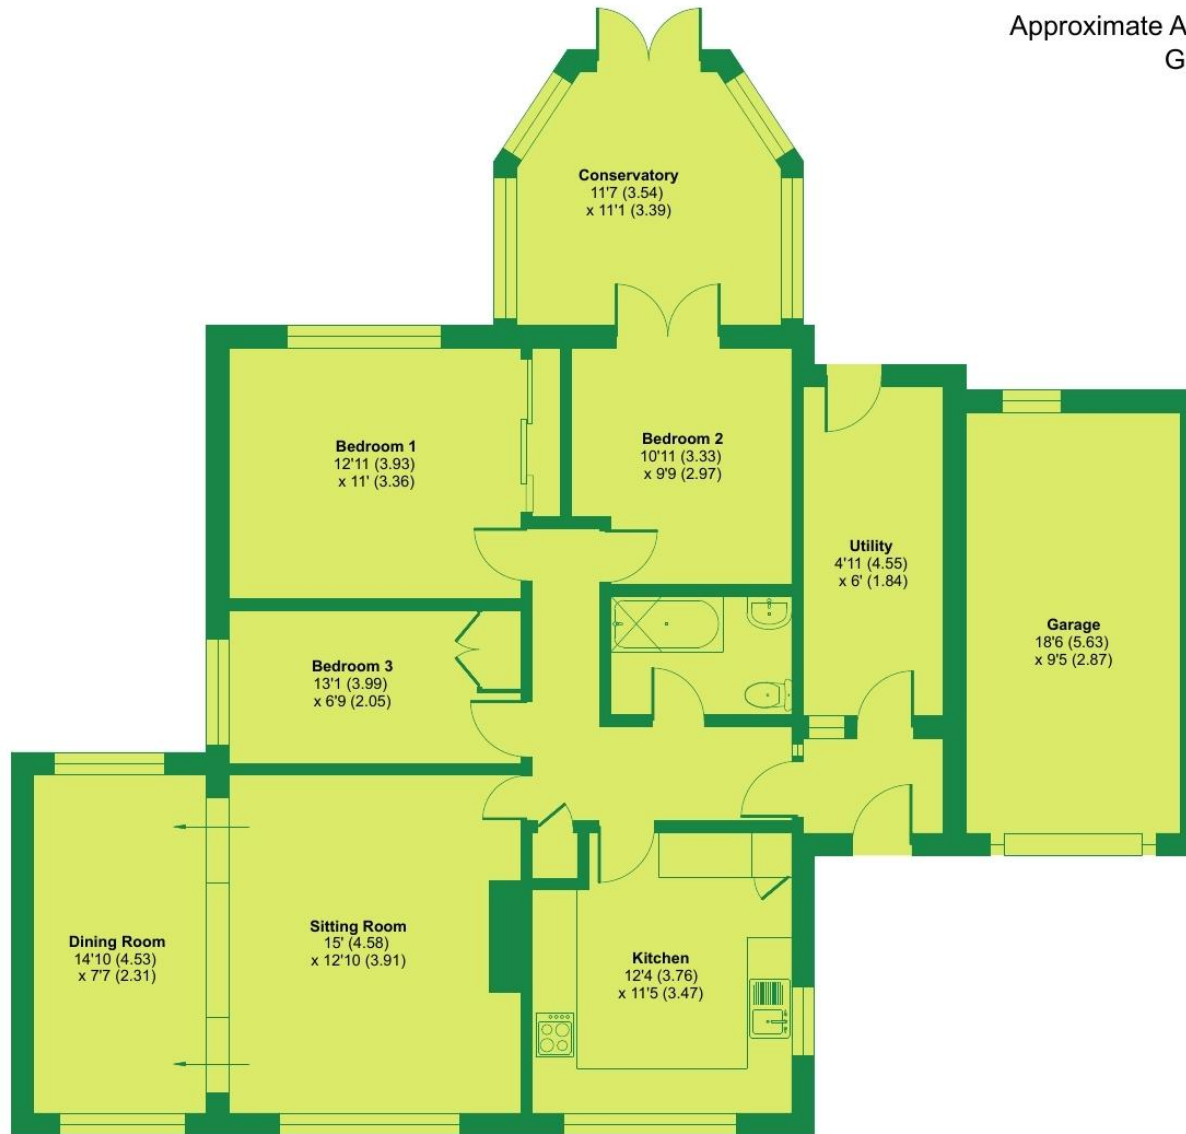 Approximate A
G
Conservatory
11'7 (3.54)
x 11'1 (3.39)
Bedroom 1
12'11 (3.93)
x 11' (3.36)
Bedroom 2
10'11 (3.33)
x 9'9 (2.97)
Utility
4'11 (4.55)
x 6' (1.84)
Garage
18'6 (5.63)
x 9'5 (2.87)
Bedroom 3
13'1 (3.99)
x 6'9 (2.05)
Dining Room
14'10 (4.53)
x 7'7 (2.31)
Sitting Room
15' (4.58)
x 12'10 (3.91)
Kitchen
12'4 (3.76)
x 11'5 (3.47)